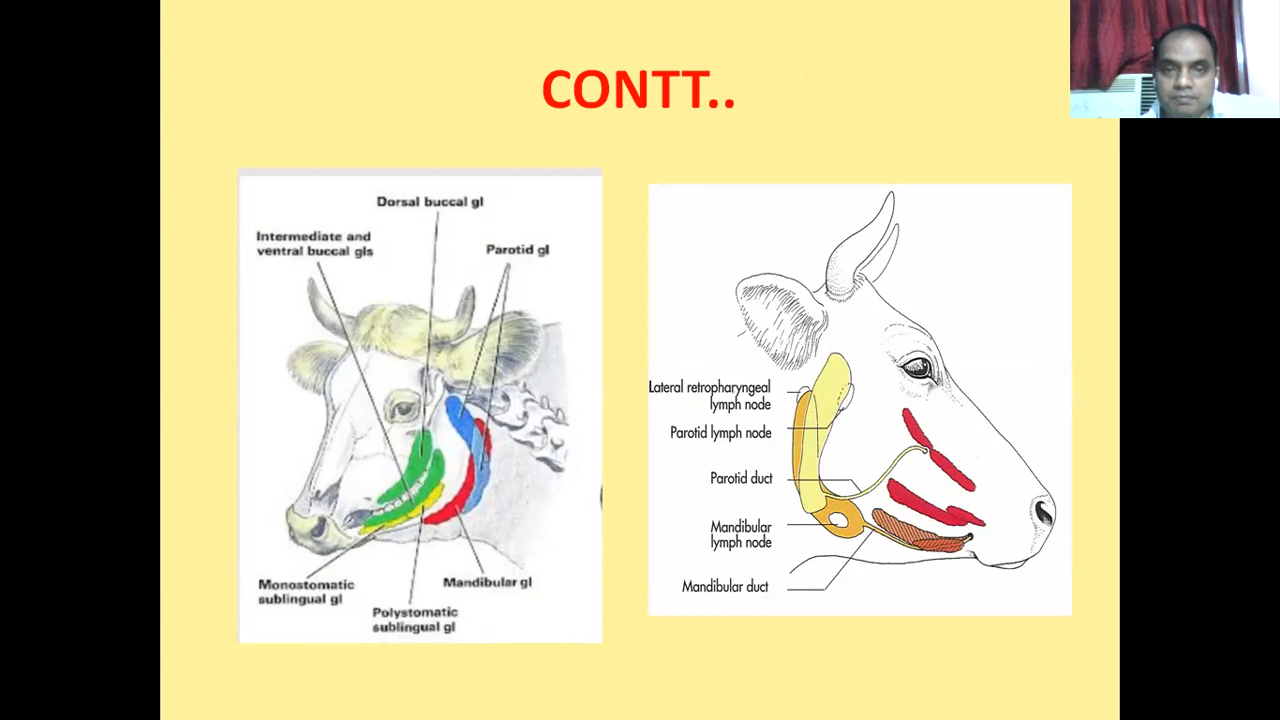 CONTT..
Dorsal buccal gl
Intermediate and
ventral buccal gls
Parotid gl
Monostomatic
sublingual gl
Mandibular gl
Polystomatic
sublingual gl
Lateral retropharyngeal
lymph node
Parotid lymph node
Parotid duct
Mandibular
lymph node
Mandibular duct